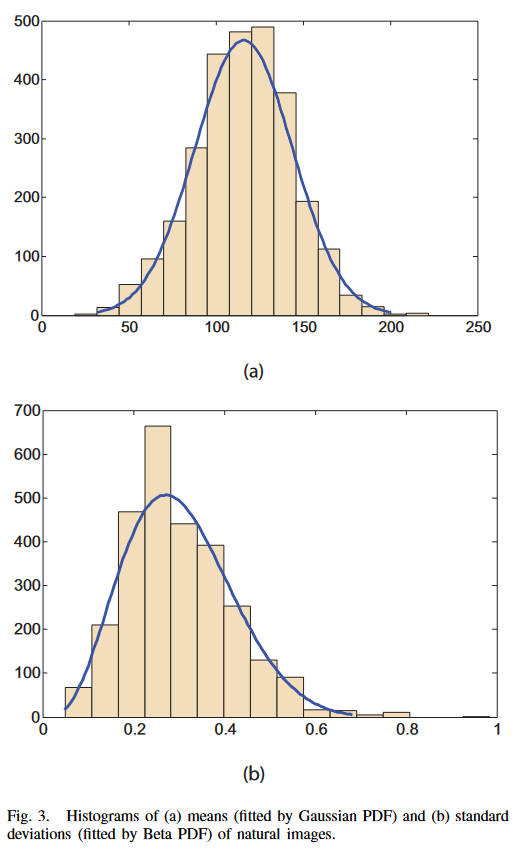 500
400
300
200
100
0
0 50 100 150 200 250
(a)
700
600
500
400
300
200
100
0
0 0.2 0.4 0.6 0.8 1
(b)
Fig. 3. Histograms of (a) means (fitted by Gaussian PDF) and (b) standard
deviations (fitted by Beta PDF) of natural images.